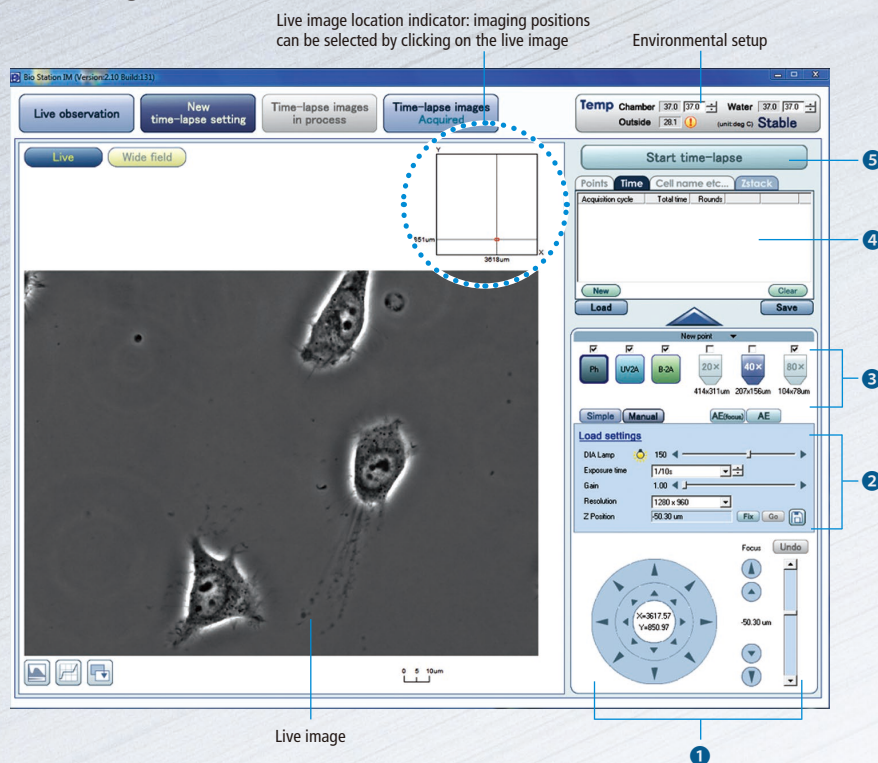 Live image location indicator: imaging positions
can be selected by clicking on the live image
Environmental setup
Bio Station IM (Version:2.10 Build:131)
Live observation
New
time-lapse setting
Time-lapse images
in process
Time-lapse images
Acquired
Temp Chamber 37.0 37.0 Water 37.0 37.0
Outside 28.1 (unit:deg C) Stable
Live
Wide field
Y
851um
X
3618um
Start time-lapse
5
Points Time Cell name etc... Zstack
Acquisition cycle Total time Rounds
4
New Clear
Load Save
New point
Ph UV2A B-2A 20× 40× 80×
414x311um 207x156um 104x78um
3
Simple Manual AE(focus) AE
Load settings
DIA Lamp 150
Exposure time 1/10s
Gain 1.00
Resolution 1280 x 960
Z Position -50.30 um Fix Go
2
Focus Undo
X=3617.57
Y=850.97
-50.30 um
0 5 10um
Live image
1